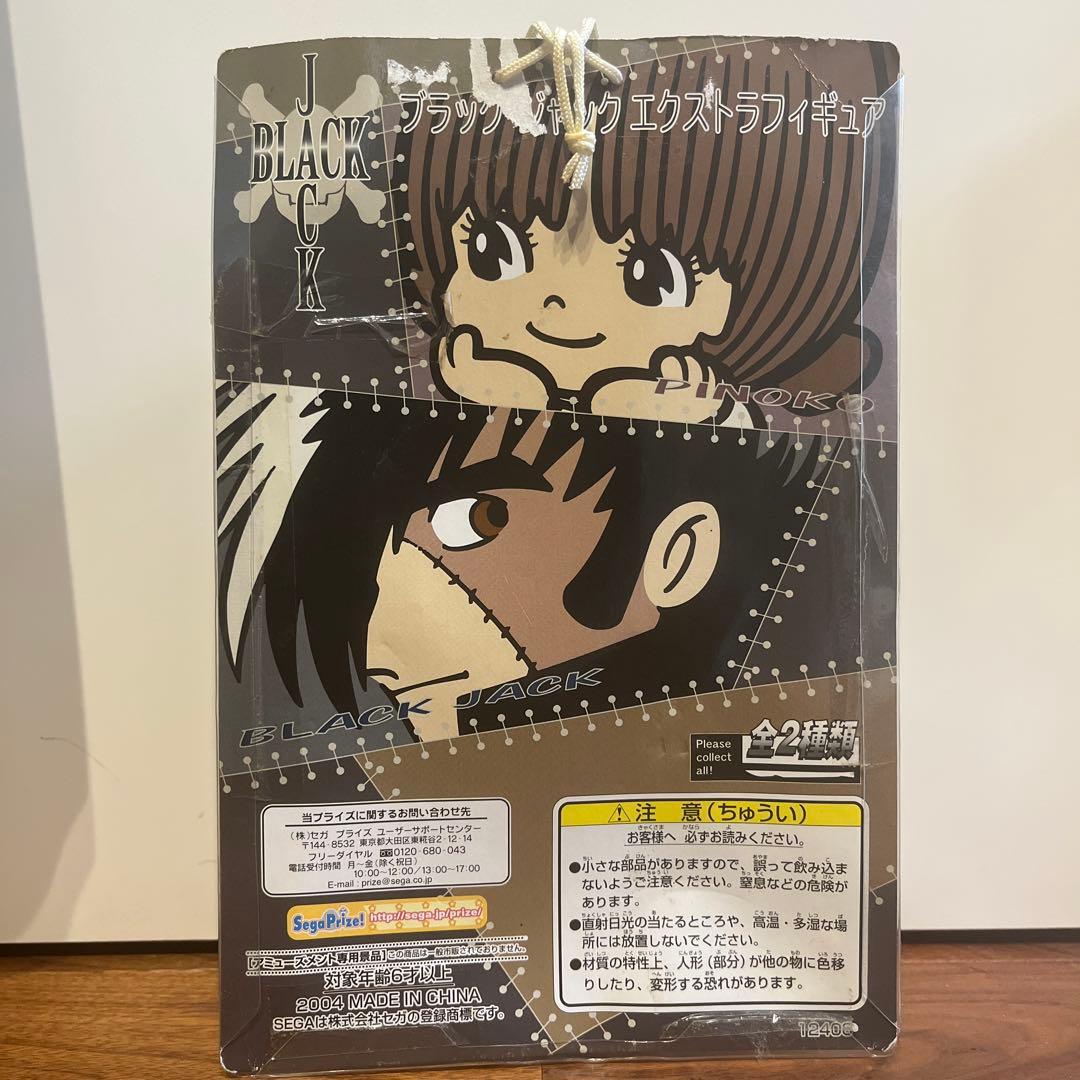 BLACK
JACK
ブラック・ジャック エクストラフィギュア
PINOKO
BLACK JACK
Please
collect
all!
全2種類
当プライズに関するお問い合わせ先
(株)セガ プライズ ユーザーサポートセンター
〒144-8532 東京都大田区東糀谷2-12-14
フリーダイヤル 0120-680-043
電話受付時間 月～金(除く祝日)
10:00～12:00/13:00～17:00
E-mail : prize@sega.co.jp
SegaPrize! http://sega.jp/prize/
[アミューズメント専用景品] この商品は一般市販されておりません。
対象年齢6才以上
2004 MADE IN CHINA
SEGAは株式会社セガの登録商標です。
注 意(ちゅうい)
お客様へ 必ずお読みください。
●小さな部品がありますので、誤って飲み込ま
ないようご注意ください。窒息などの危険が
あります。
●直射日光の当たるところや、高温・多湿な場
所には放置しないでください。
●材質の特性上、人形(部分)が他の物に色移
りしたり、変形する恐れがあります。